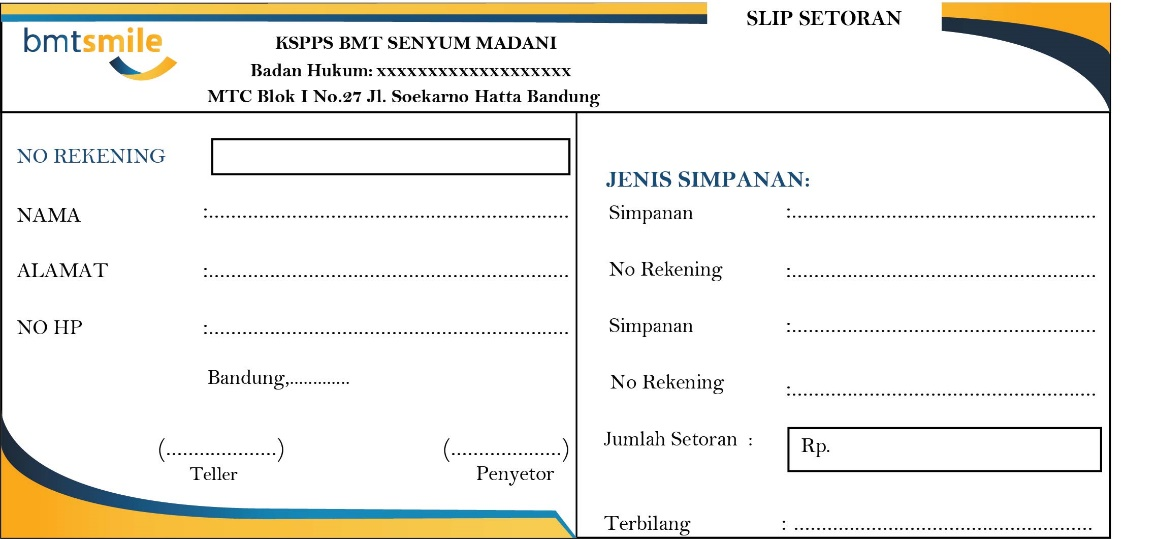 SLIP SETORAN
bmtsmile
KSPPS BMT SENYUM MADANI
Badan Hukum: xxxxxxxxxxxxxxxxxxx
MTC Blok I No.27 Jl. Soekarno Hatta Bandung
NO REKENING
NAMA :................................................................
ALAMAT :................................................................
NO HP :................................................................
Bandung,............
(....................) (....................)
Teller Penyetor
JENIS SIMPANAN:
Simpanan :......................................................
No Rekening :......................................................
Simpanan :......................................................
No Rekening :......................................................
Jumlah Setoran : Rp.
Terbilang : .....................................................